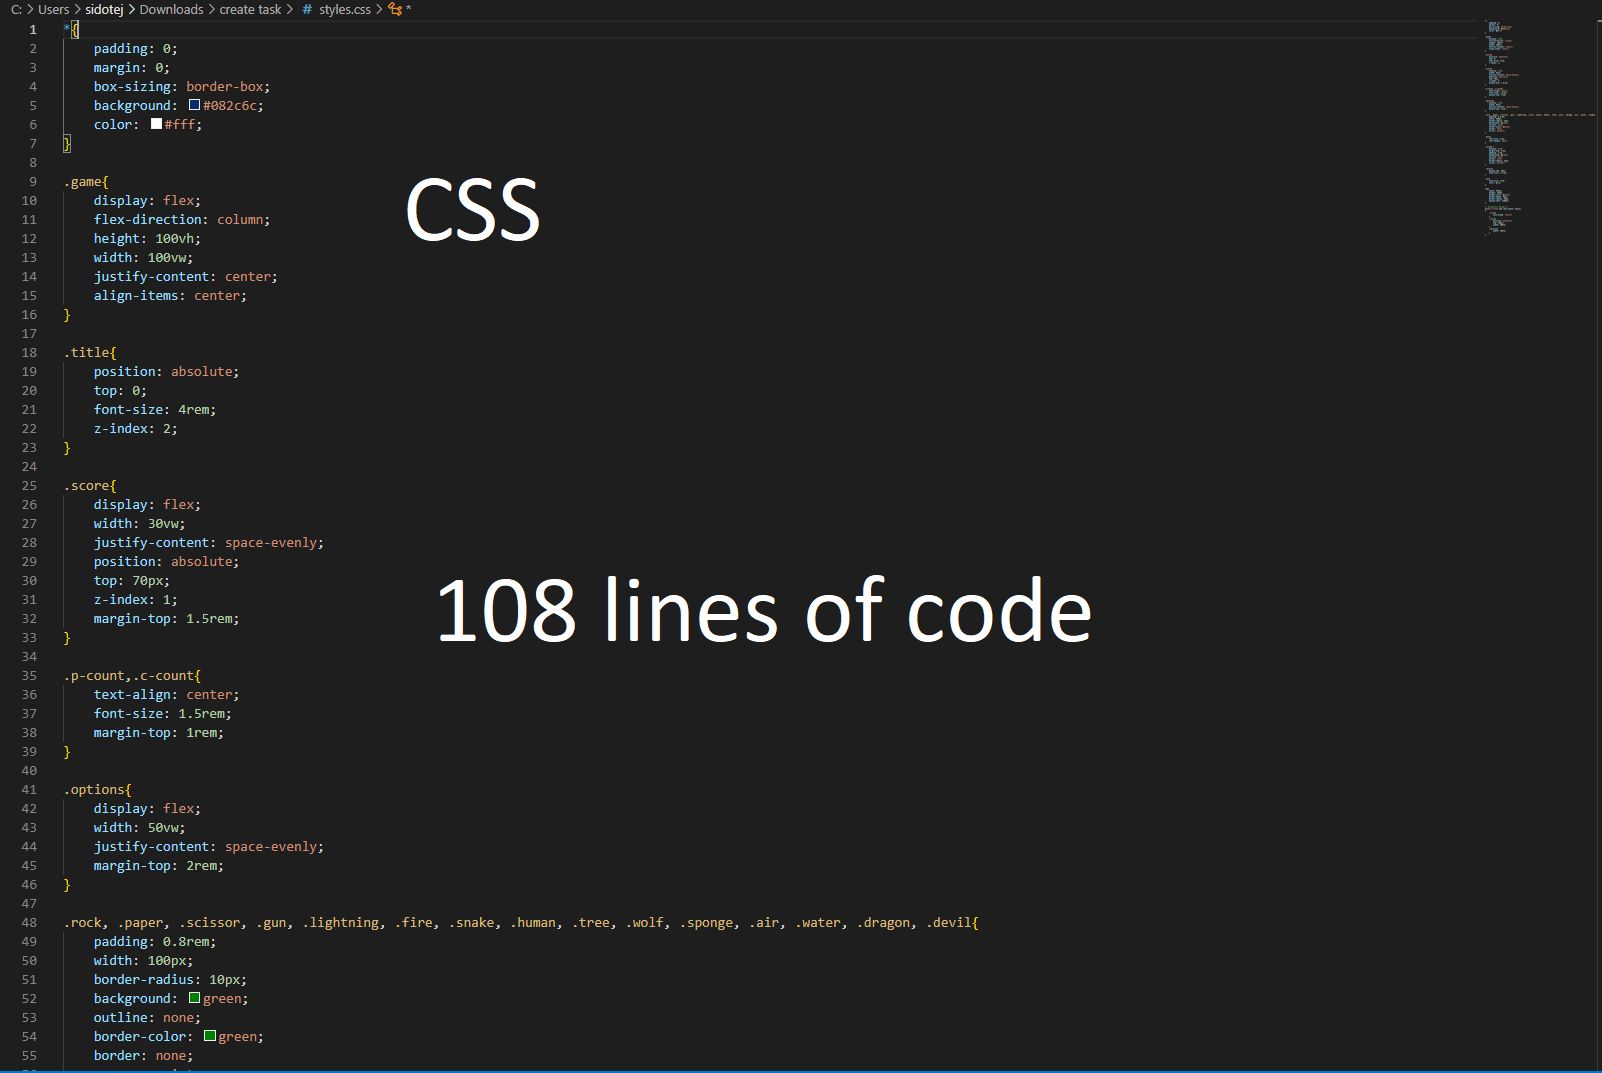 C: > Users > sidotej > Downloads > create task > # styles.css > *
1 *{
2 padding: 0;
3 margin: 0;
4 box-sizing: border-box;
5 background: #082c6c;
6 color: #fff;
7 }
8
9 .game{
10 display: flex;
11 flex-direction: column;
12 height: 100vh;
13 width: 100vw;
14 justify-content: center;
15 align-items: center;
16 }
17
18 .title{
19 position: absolute;
20 top: 0;
21 font-size: 4rem;
22 z-index: 2;
23 }
24
25 .score{
26 display: flex;
27 width: 30vw;
28 justify-content: space-evenly;
29 position: absolute;
30 top: 70px;
31 z-index: 1;
32 margin-top: 1.5rem;
33 }
34
35 .p-count,.c-count{
36 text-align: center;
37 font-size: 1.5rem;
38 margin-top: 1rem;
39 }
40
41 .options{
42 display: flex;
43 width: 50vw;
44 justify-content: space-evenly;
45 margin-top: 2rem;
46 }
47
48 .rock, .paper, .scissor, .gun, .lightning, .fire, .snake, .human, .tree, .wolf, .sponge, .air, .water, .dragon, .devil{
49 padding: 0.8rem;
50 width: 100px;
51 border-radius: 10px;
52 background: green;
53 outline: none;
54 border-color: green;
55 border: none;
CSS
108 lines of code